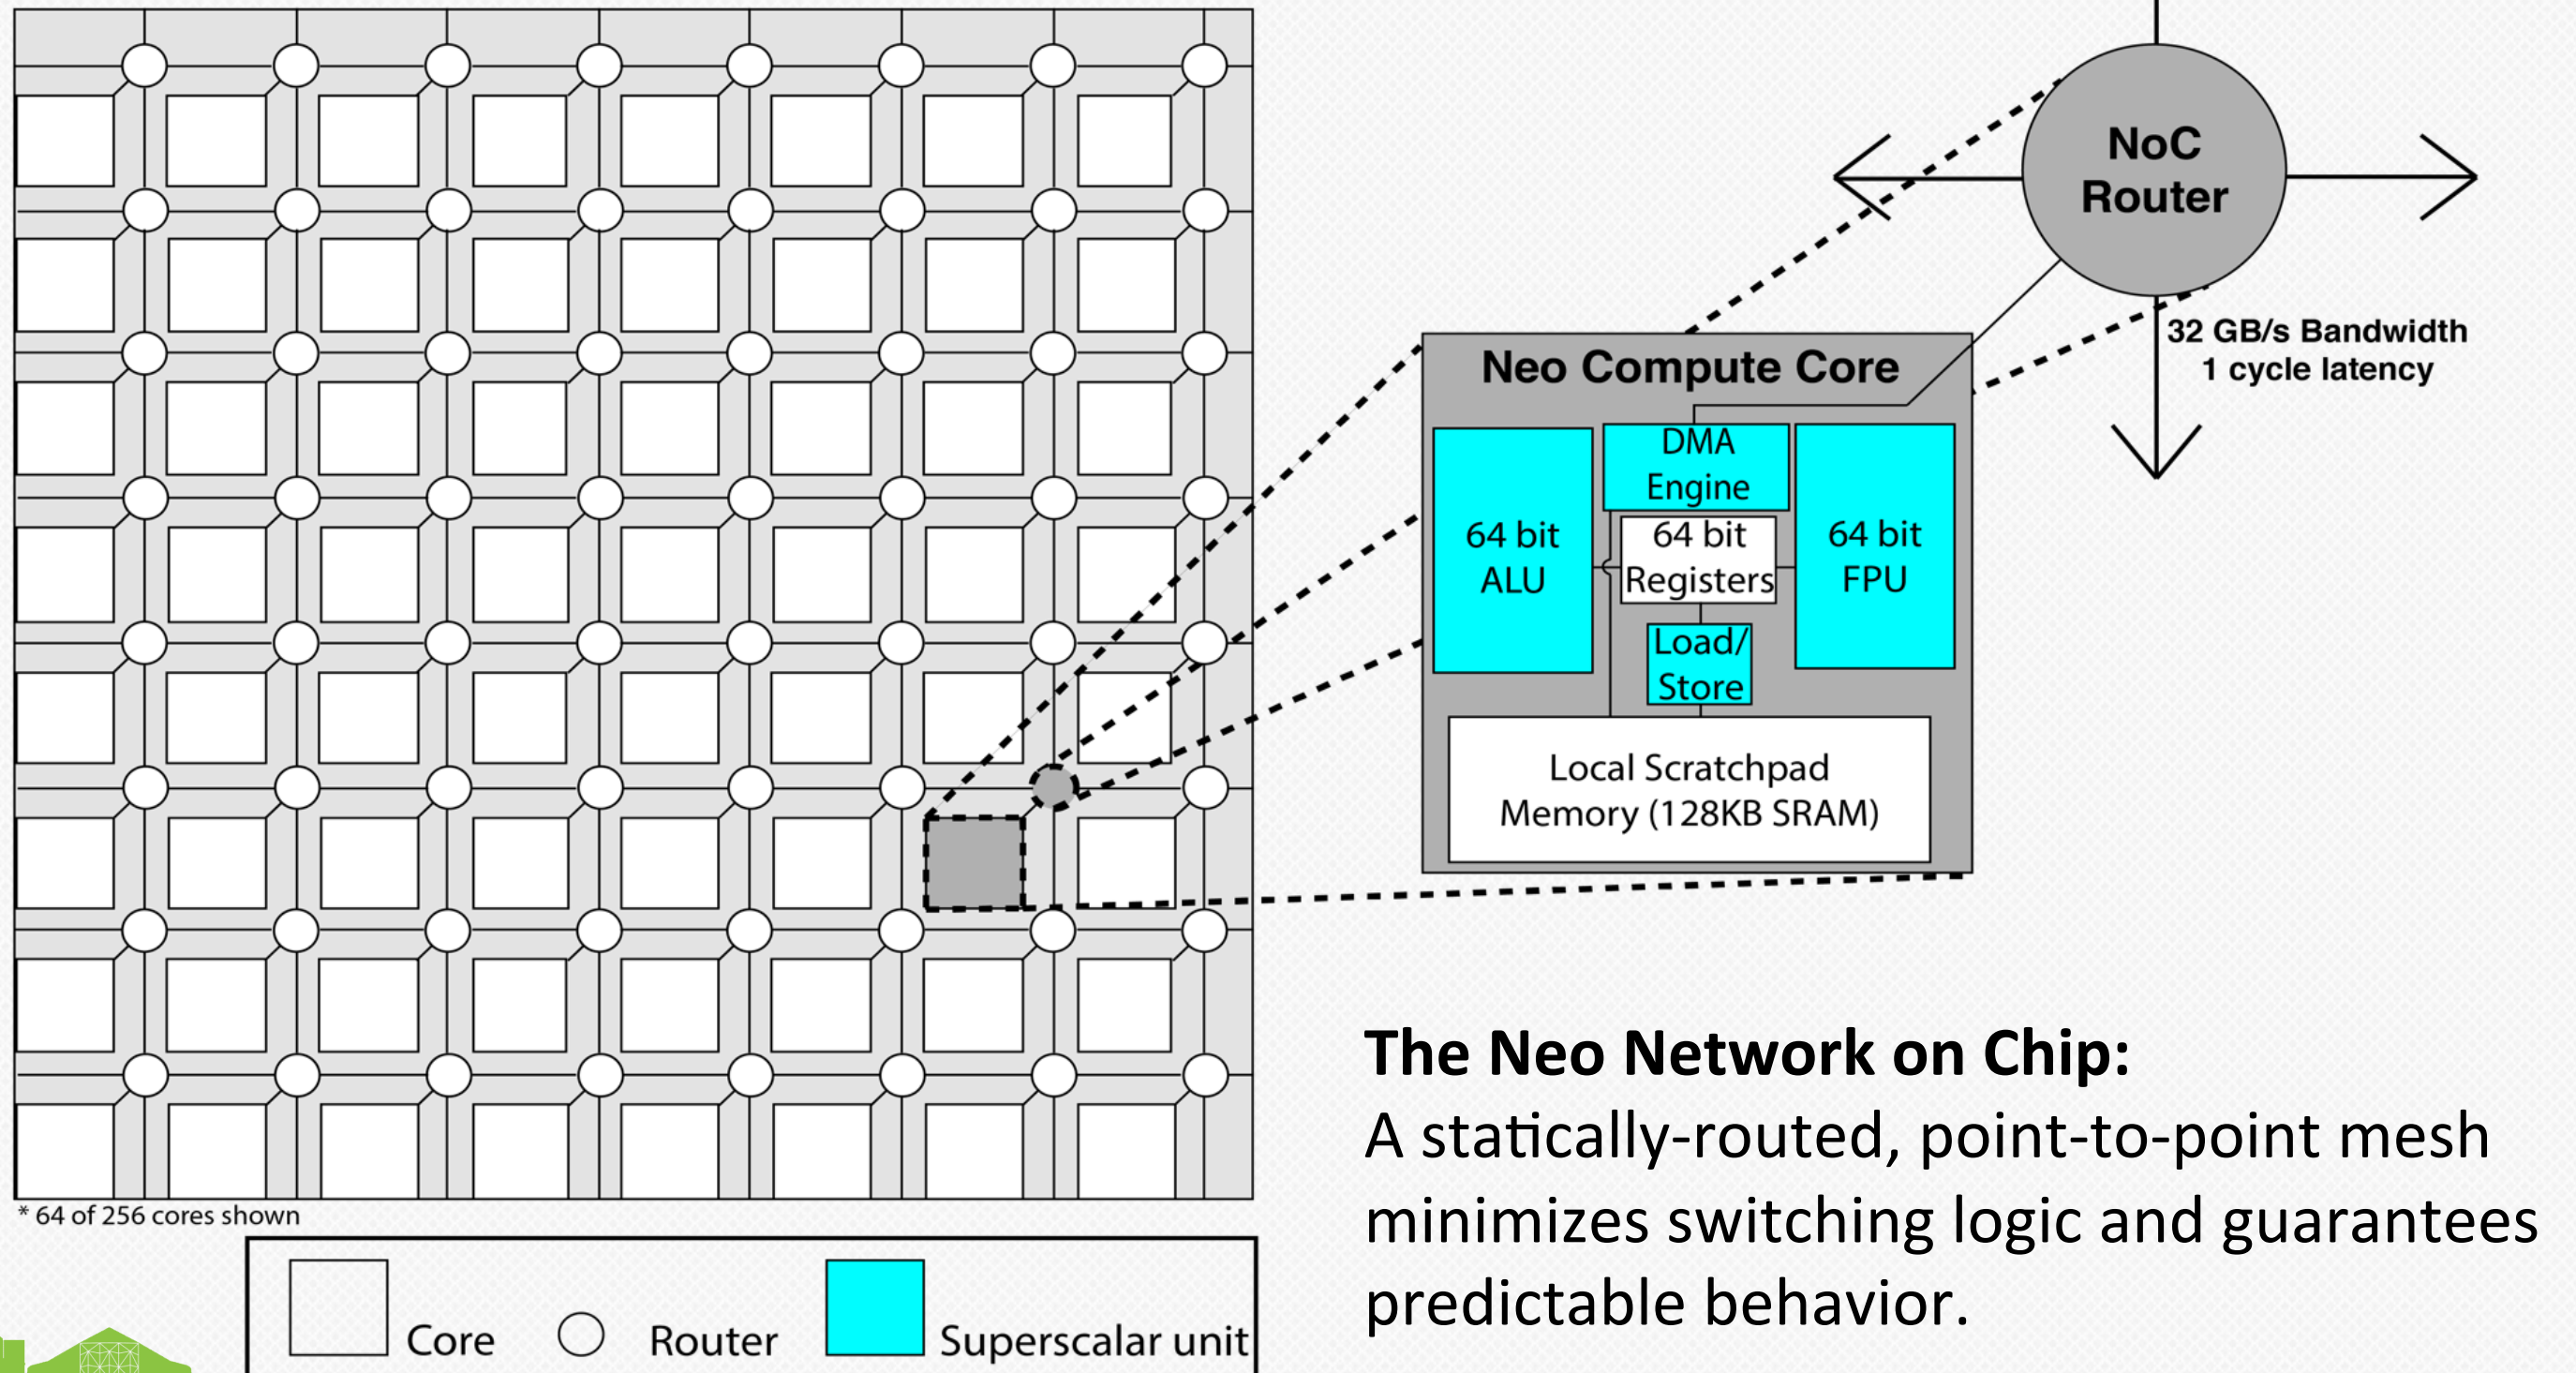 NoC
Router
32 GB/s Bandwidth
1 cycle latency
Neo Compute Core
DMA
Engine
64 bit
ALU
64 bit
Registers
64 bit
FPU
Load/
Store
Local Scratchpad
Memory (128KB SRAM)
* 64 of 256 cores shown
Core
Router
Superscalar unit
The Neo Network on Chip:
A statically-routed, point-to-point mesh
minimizes switching logic and guarantees
predictable behavior.